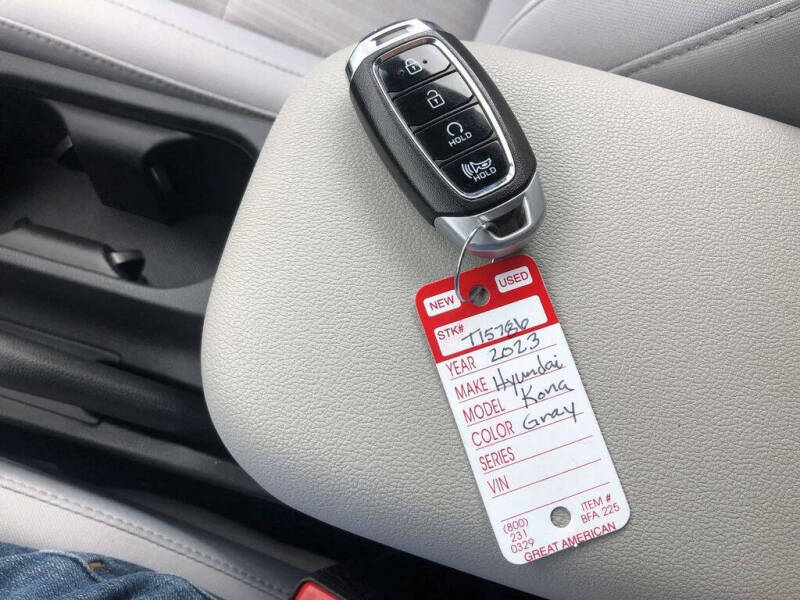 HOLD
HOLD
NEW USED
STK# T15786
YEAR 2023
MAKE Hyundai
MODEL Kona
COLOR Gray
SERIES
VIN
(800) 231 0329
ITEM # BFA 225
GREAT AMERICAN